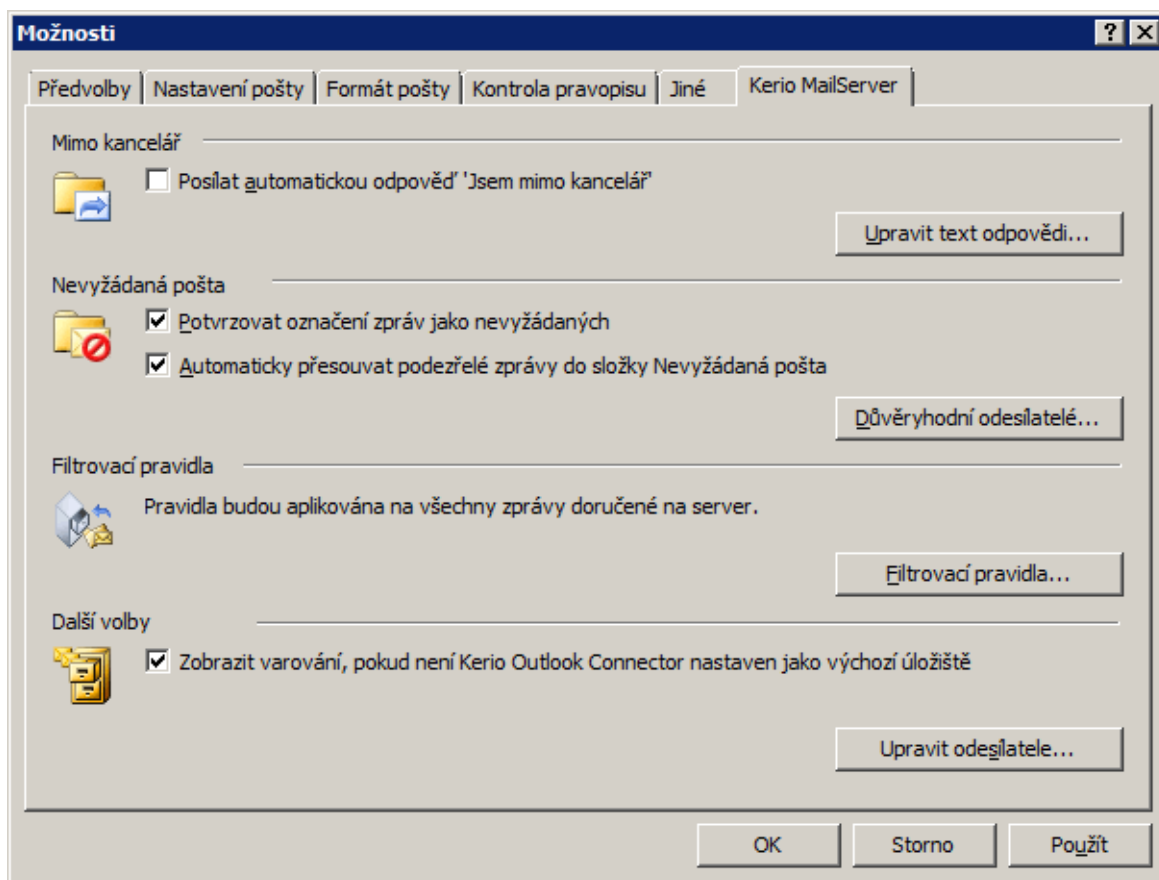 Možnosti
Předvolby Nastavení pošty Formát pošty Kontrola pravopisu Jiné Kerio MailServer
Mimo kancelář
Posílat automatickou odpověď 'Jsem mimo kancelář'
Upravit text odpovědi...
Nevyžádaná pošta
Potvrzovat označení zpráv jako nevyžádaných
Automaticky přesouvat podezřelé zprávy do složky Nevyžádaná pošta
Důvěryhodní odesílatelé...
Filtrovací pravidla
Pravidla budou aplikována na všechny zprávy doručené na server.
Filtrovací pravidla...
Další volby
Zobrazit varování, pokud není Kerio Outlook Connector nastaven jako výchozí úložiště
Upravit odesílatele...
OK Storno Použít